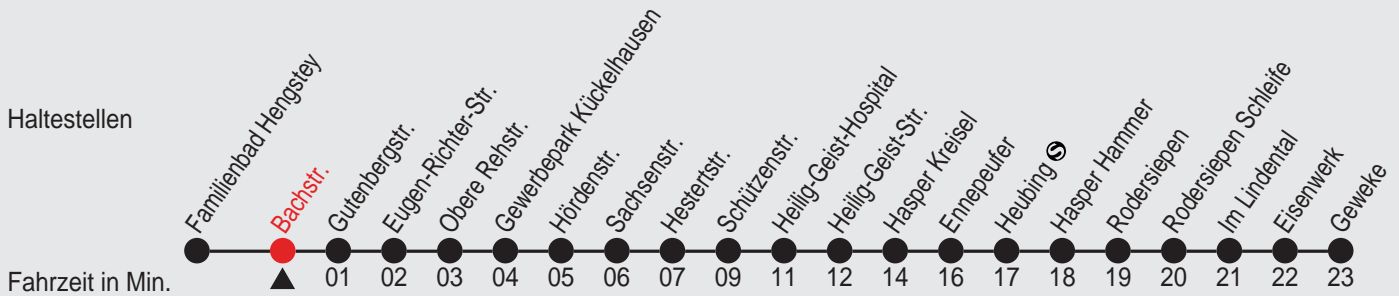 Haltestellen
Familienbad Hengstey
Bachstr.
Gutenbergstr.
Eugen-Richter-Str.
Obere Rehstr.
Gewerbepark Kückelhausen
Hördenstr.
Sachsenstr.
Hestertstr.
Schützenstr.
Heilig-Geist-Hospital
Heilig-Geist-Str.
Hasper Kreisel
Ennepeufer
Heubing S
Hasper Hammer
Rodersiepen
Rodersiepen Schleife
Im Lindental
Eisenwerk
Geweke
Fahrzeit in Min. 01 02 03 04 05 06 07 09 11 12 14 16 17 18 19 20 21 22 23